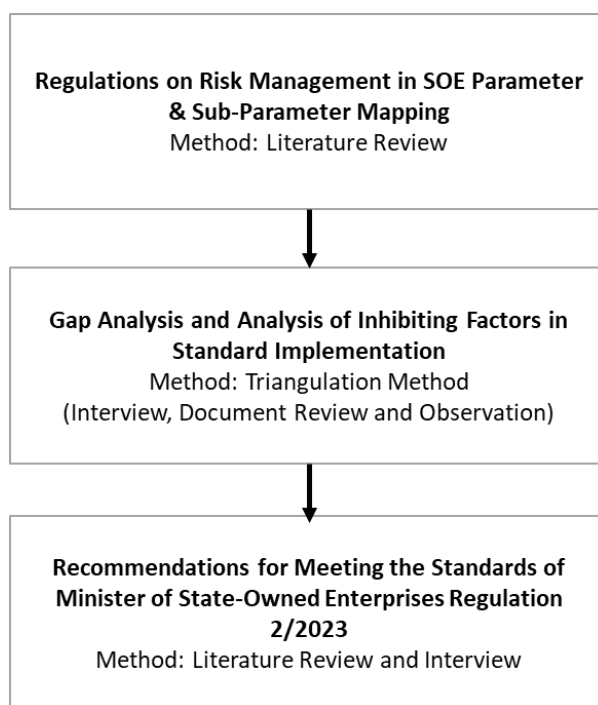 Regulations on Risk Management in SOE Parameter
& Sub-Parameter Mapping
Method: Literature Review
Gap Analysis and Analysis of Inhibiting Factors in
Standard Implementation
Method: Triangulation Method
(Interview, Document Review and Observation)
Recommendations for Meeting the Standards of
Minister of State-Owned Enterprises Regulation
2/2023
Method: Literature Review and Interview